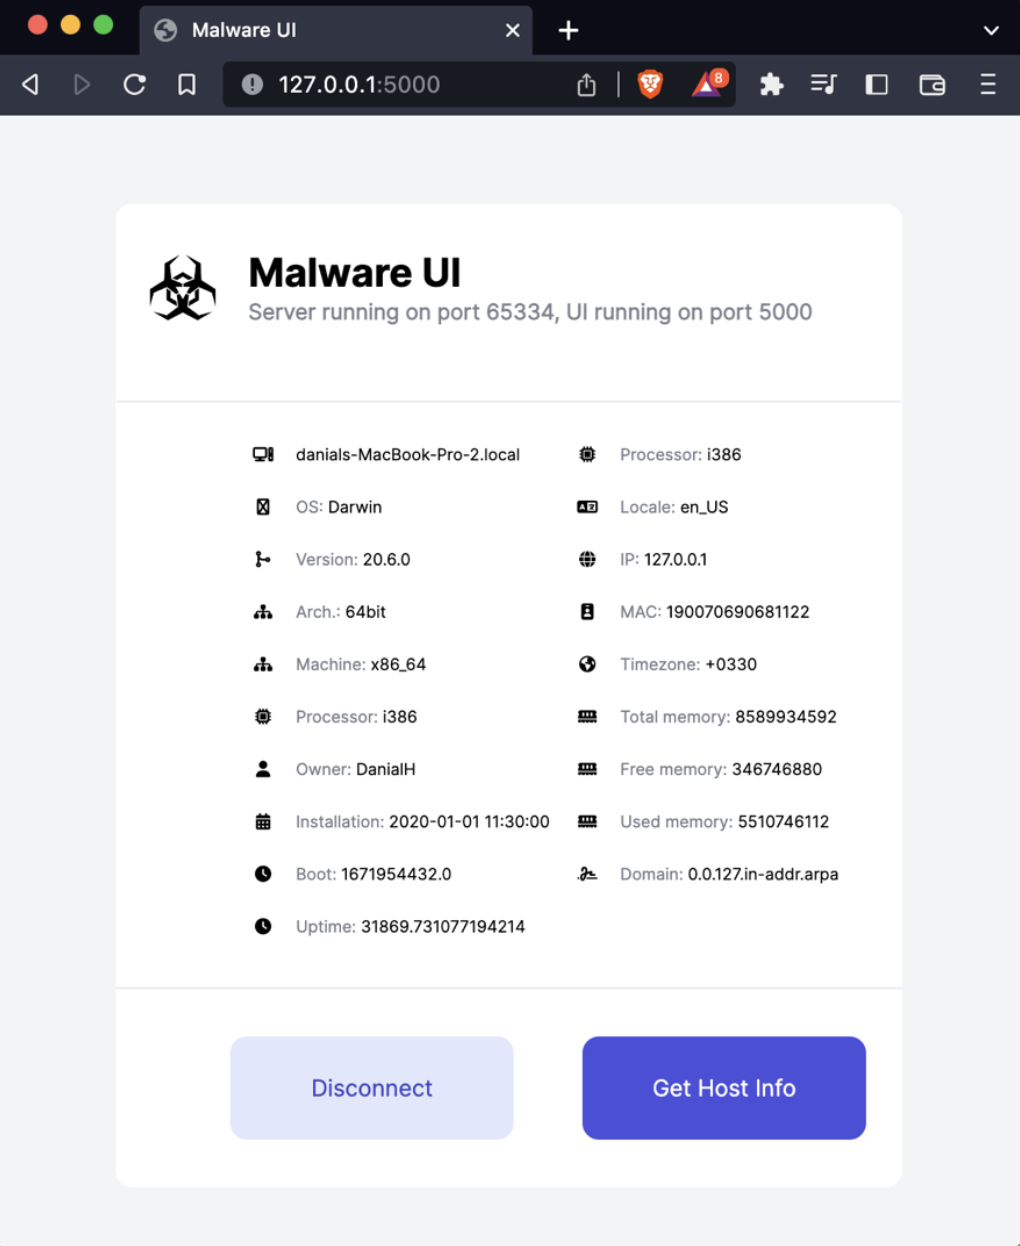 Malware UI
127.0.0.1:5000
8
Malware UI
Server running on port 65334, UI running on port 5000
danials-MacBook-Pro-2.local
Processor: i386
OS: Darwin
Locale: en_US
Version: 20.6.0
IP: 127.0.0.1
Arch.: 64bit
MAC: 190070690681122
Machine: x86_64
Timezone: +0330
Processor: i386
Total memory: 8589934592
Owner: DanialH
Free memory: 346746880
Installation: 2020-01-01 11:30:00
Used memory: 5510746112
Boot: 1671954432.0
Domain: 0.0.127.in-addr.arpa
Uptime: 31869.731077194214
Disconnect
Get Host Info